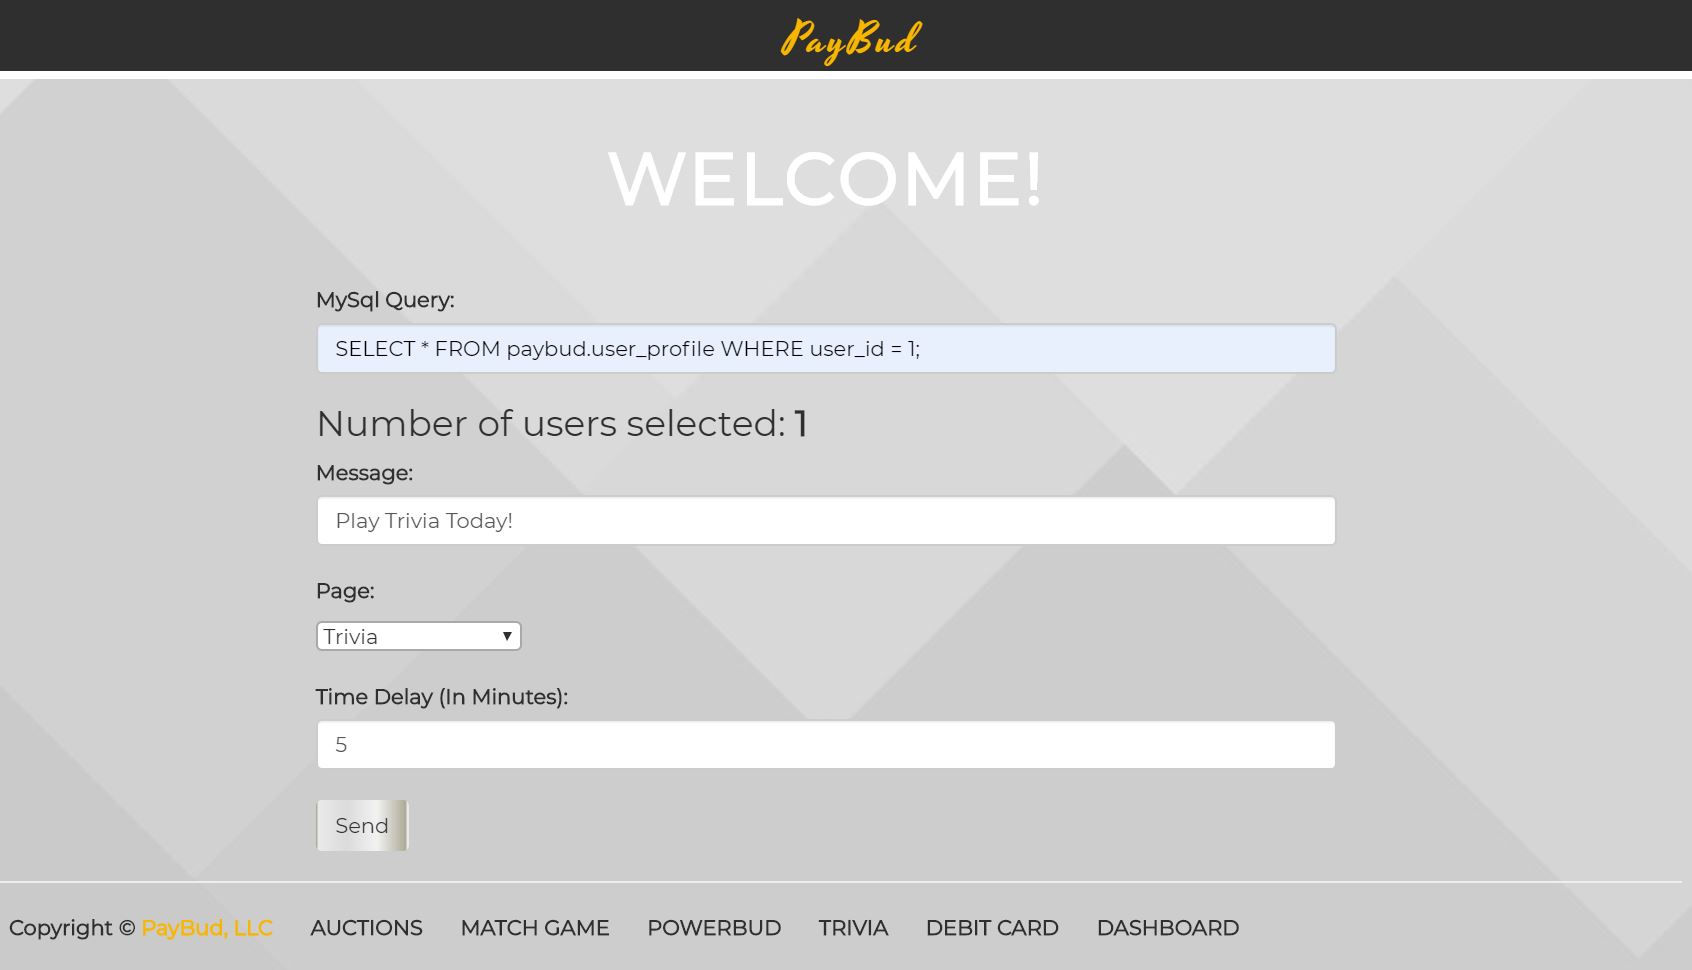 PayBud
WELCOME!
MySql Query:
SELECT * FROM paybud.user_profile WHERE user_id = 1;
Number of users selected: 1
Message:
Play Trivia Today!
Page:
Trivia
Time Delay (In Minutes):
5
Send
Copyright © PayBud, LLC AUCTIONS MATCH GAME POWERBUD TRIVIA DEBIT CARD DASHBOARD